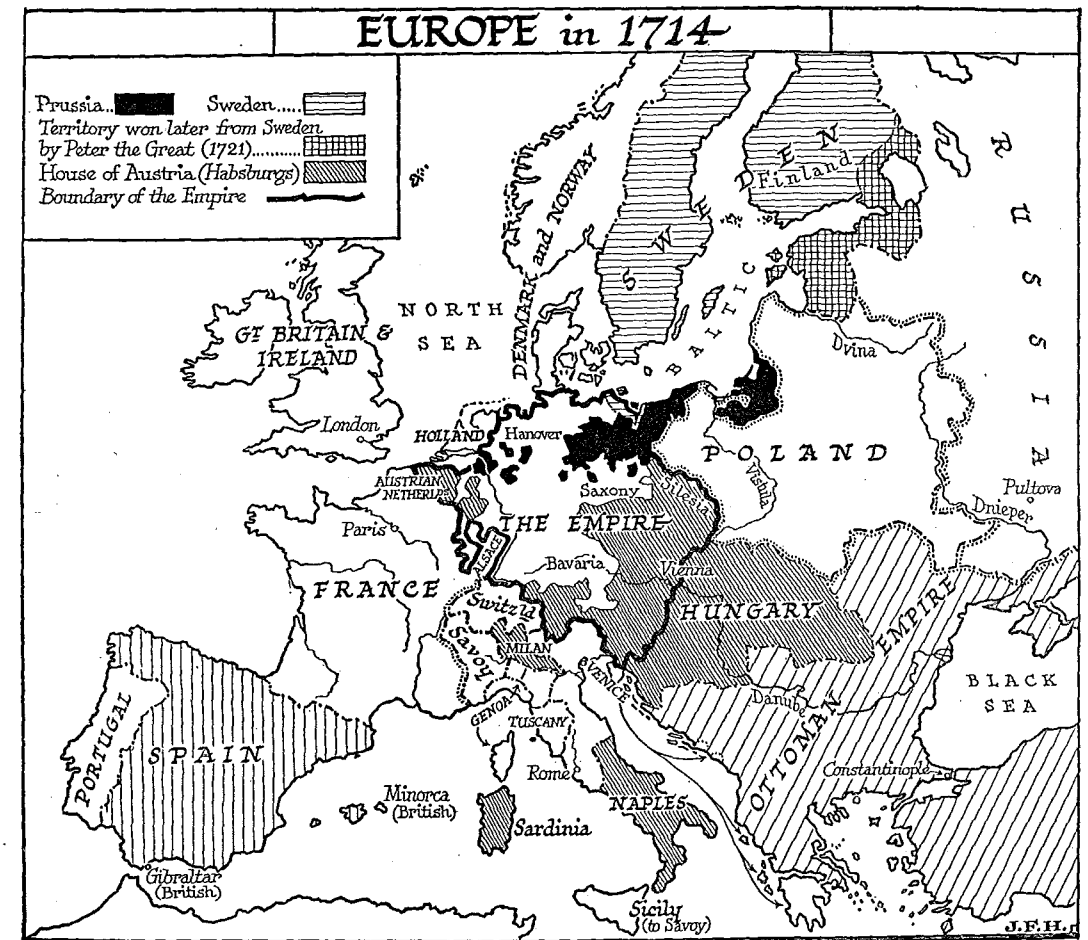 EUROPE in 1714
Prussia..
Sweden.....
Territory won later from Sweden
by Peter the Great (1721)..........
House of Austria (Habsburgs)
Boundary of the Empire
RUSSIA
SWEDEN
Finland
DENMARK and NORWAY
NORTH
SEA
BALTIC
GT BRITAIN &
IRELAND
Dvina
London
HOLLAND
Hanover
POLAND
AUSTRIAN
NETHERLDS
Saxony
Silesia
Vistula
Pultova
Dnieper
Paris
THE EMPIRE
ALSACE
Bavaria
Vienna
FRANCE
Switzld
HUNGARY
Savoy
MILAN
VENICE
OTTOMAN EMPIRE
BLACK
SEA
Danube
GENOA
TUSCANY
PORTUGAL
SPAIN
Rome
Constantinople
Minorca
(British)
NAPLES
Sardinia
Gibraltar
(British)
Sicily
(to Savoy)
J.F.H.